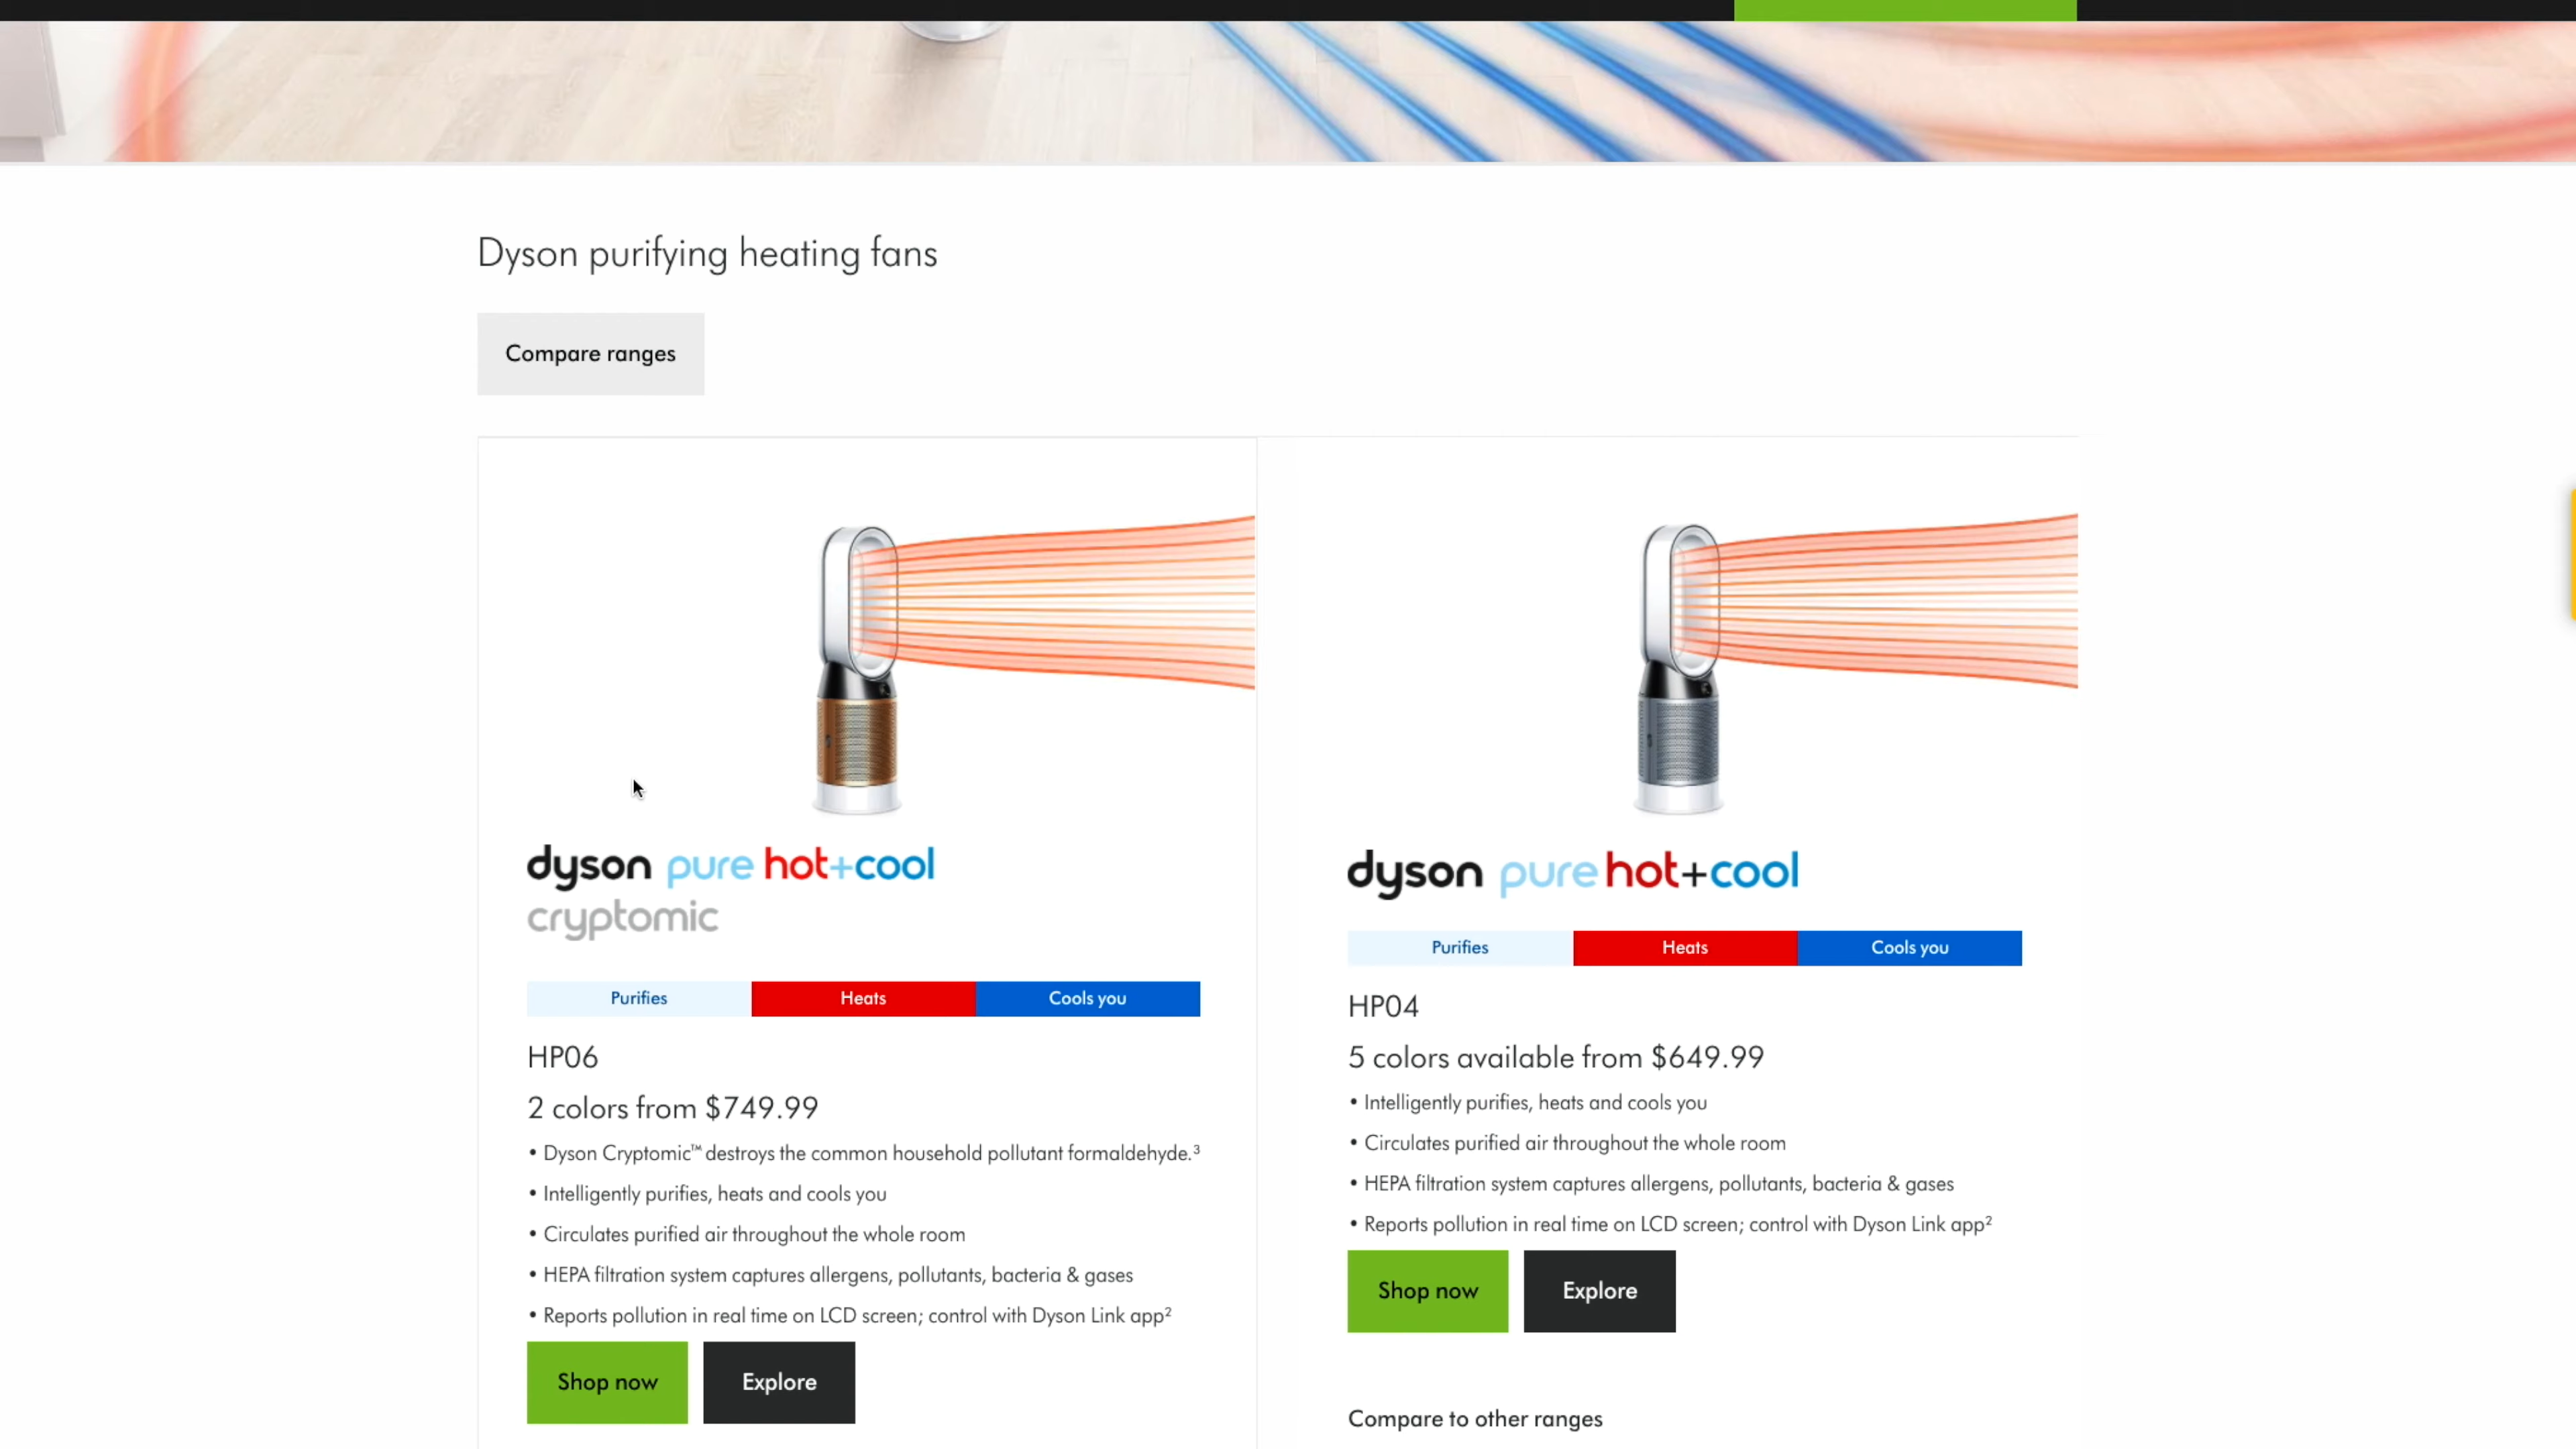 Dyson purifying heating fans
Compare ranges
dyson pure hot+cool
cryptomic
Purifies Heats Cools you
HP06
2 colors from $749.99
• Dyson Cryptomic™ destroys the common household pollutant formaldehyde.³
• Intelligently purifies, heats and cools you
• Circulates purified air throughout the whole room
• HEPA filtration system captures allergens, pollutants, bacteria & gases
• Reports pollution in real time on LCD screen; control with Dyson Link app²
Shop now Explore
dyson pure hot+cool
Purifies Heats Cools you
HP04
5 colors available from $649.99
• Intelligently purifies, heats and cools you
• Circulates purified air throughout the whole room
• HEPA filtration system captures allergens, pollutants, bacteria & gases
• Reports pollution in real time on LCD screen; control with Dyson Link app²
Shop now Explore
Compare to other ranges